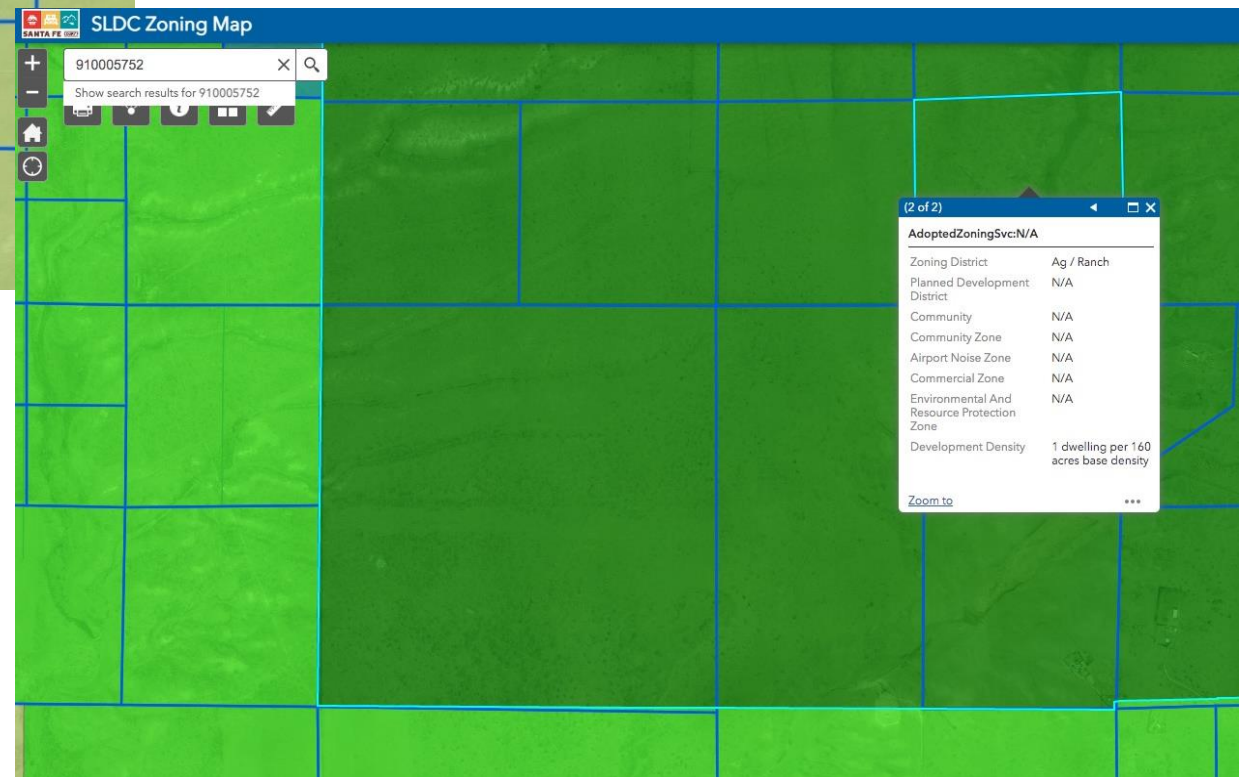 SANTA FE COUNTY
SLDC Zoning Map
910005752
Show search results for 910005752
(2 of 2)
AdoptedZoningSvc:N/A
Zoning District Ag / Ranch
Planned Development N/A
District
Community N/A
Community Zone N/A
Airport Noise Zone N/A
Commercial Zone N/A
Environmental And N/A
Resource Protection
Zone
Development Density 1 dwelling per 160
acres base density
Zoom to